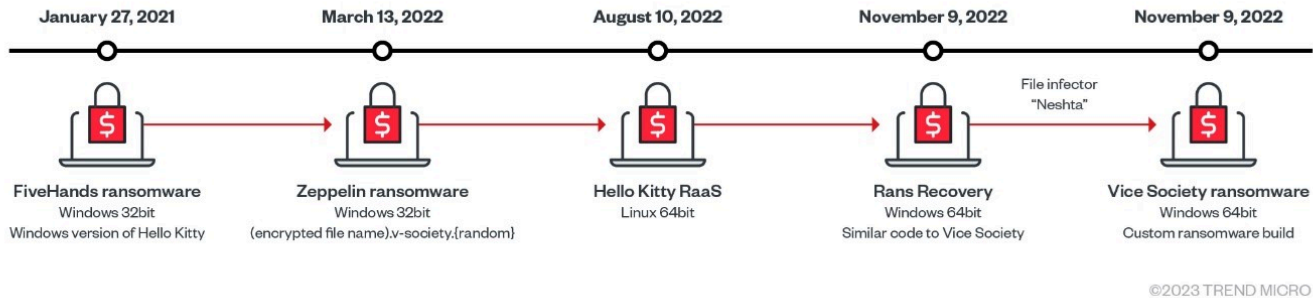 January 27, 2021
March 13, 2022
August 10, 2022
November 9, 2022
November 9, 2022
File infector
"Neshta"
$
$
$
$
$
FiveHands ransomware
Windows 32bit
Windows version of Hello Kitty
Zeppelin ransomware
Windows 32bit
(encrypted file name).v-society.{random}
Hello Kitty RaaS
Linux 64bit
Rans Recovery
Windows 64bit
Similar code to Vice Society
Vice Society ransomware
Windows 64bit
Custom ransomware build
©2023 TREND MICRO